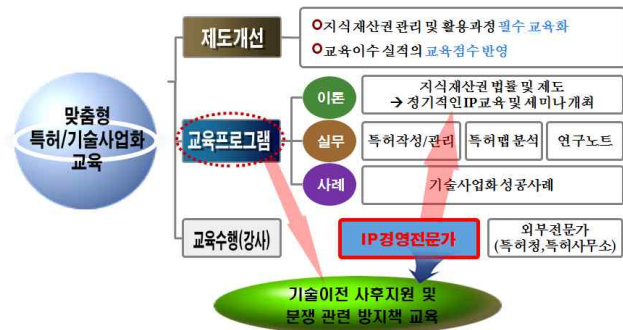 맞춤형
특허/기술사업화
교육
제도개선
지식재산권 관리 및 활용과정 필수 교육화
교육이수 실적의 교육점수 반영
교육프로그램
이론
지식재산권 법률 및 제도
→ 정기적인 IP교육 및 세미나 개최
실무
특허작성/관리
특허맵 분석
연구노트
사례
기술사업화 성공사례
교육수행(강사)
IP경영전문가
외부전문가
(특허청,특허사무소)
기술이전 사후지원 및
분쟁 관련 방지책 교육